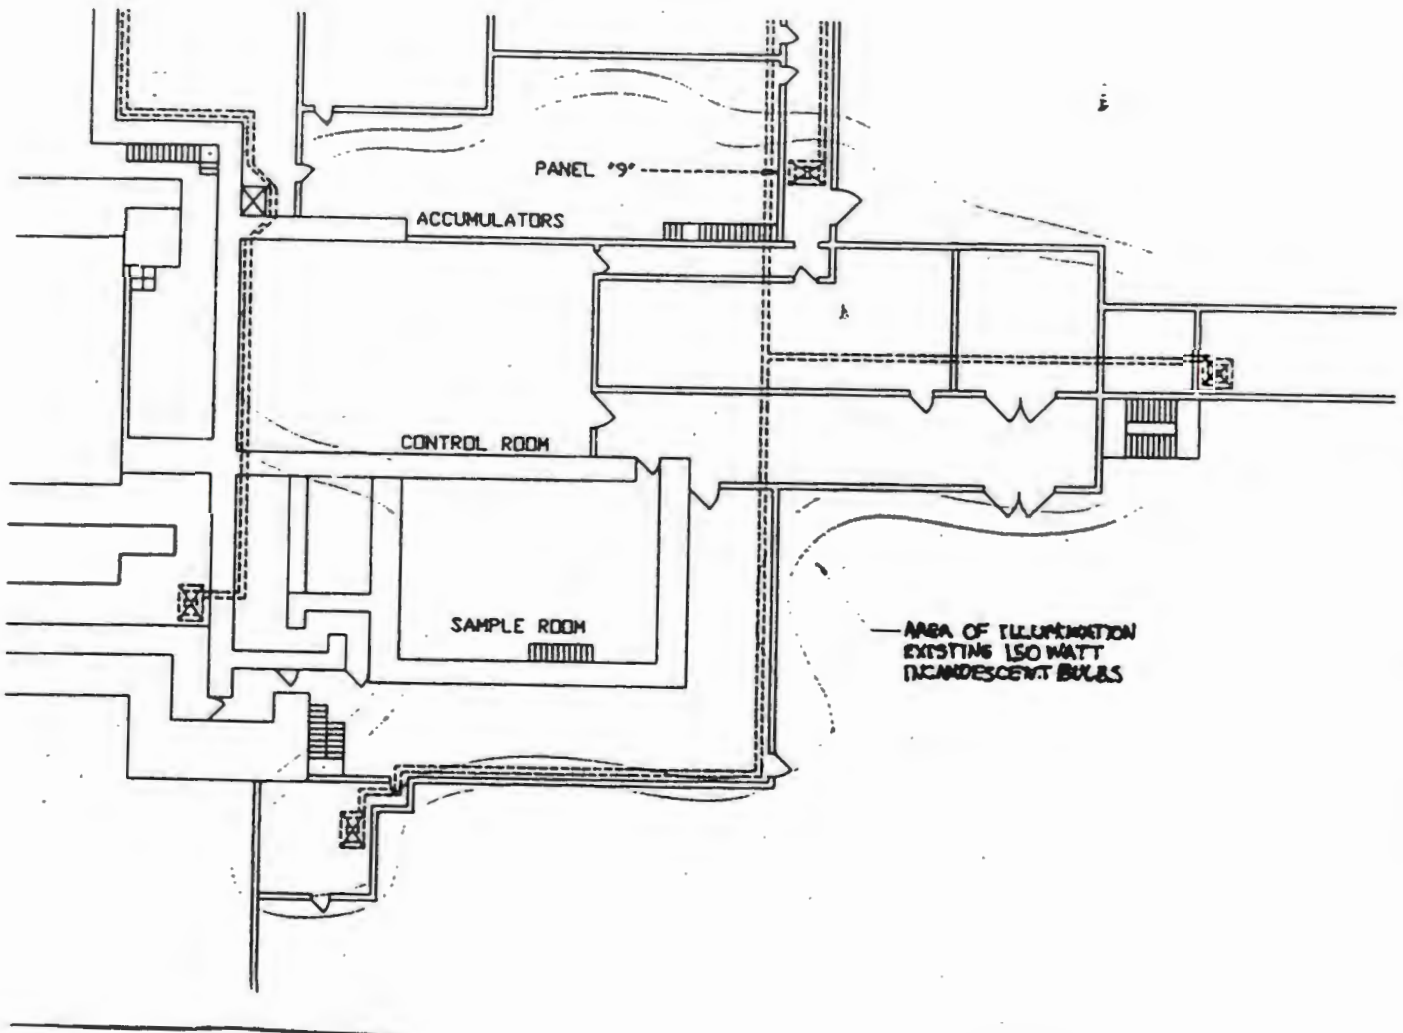 PANEL "9"
ACCUMULATORS
CONTROL ROOM
SAMPLE ROOM
AREA OF ILLUMINATION
EXISTING 150 WATT
INCANDESCENT BULBS